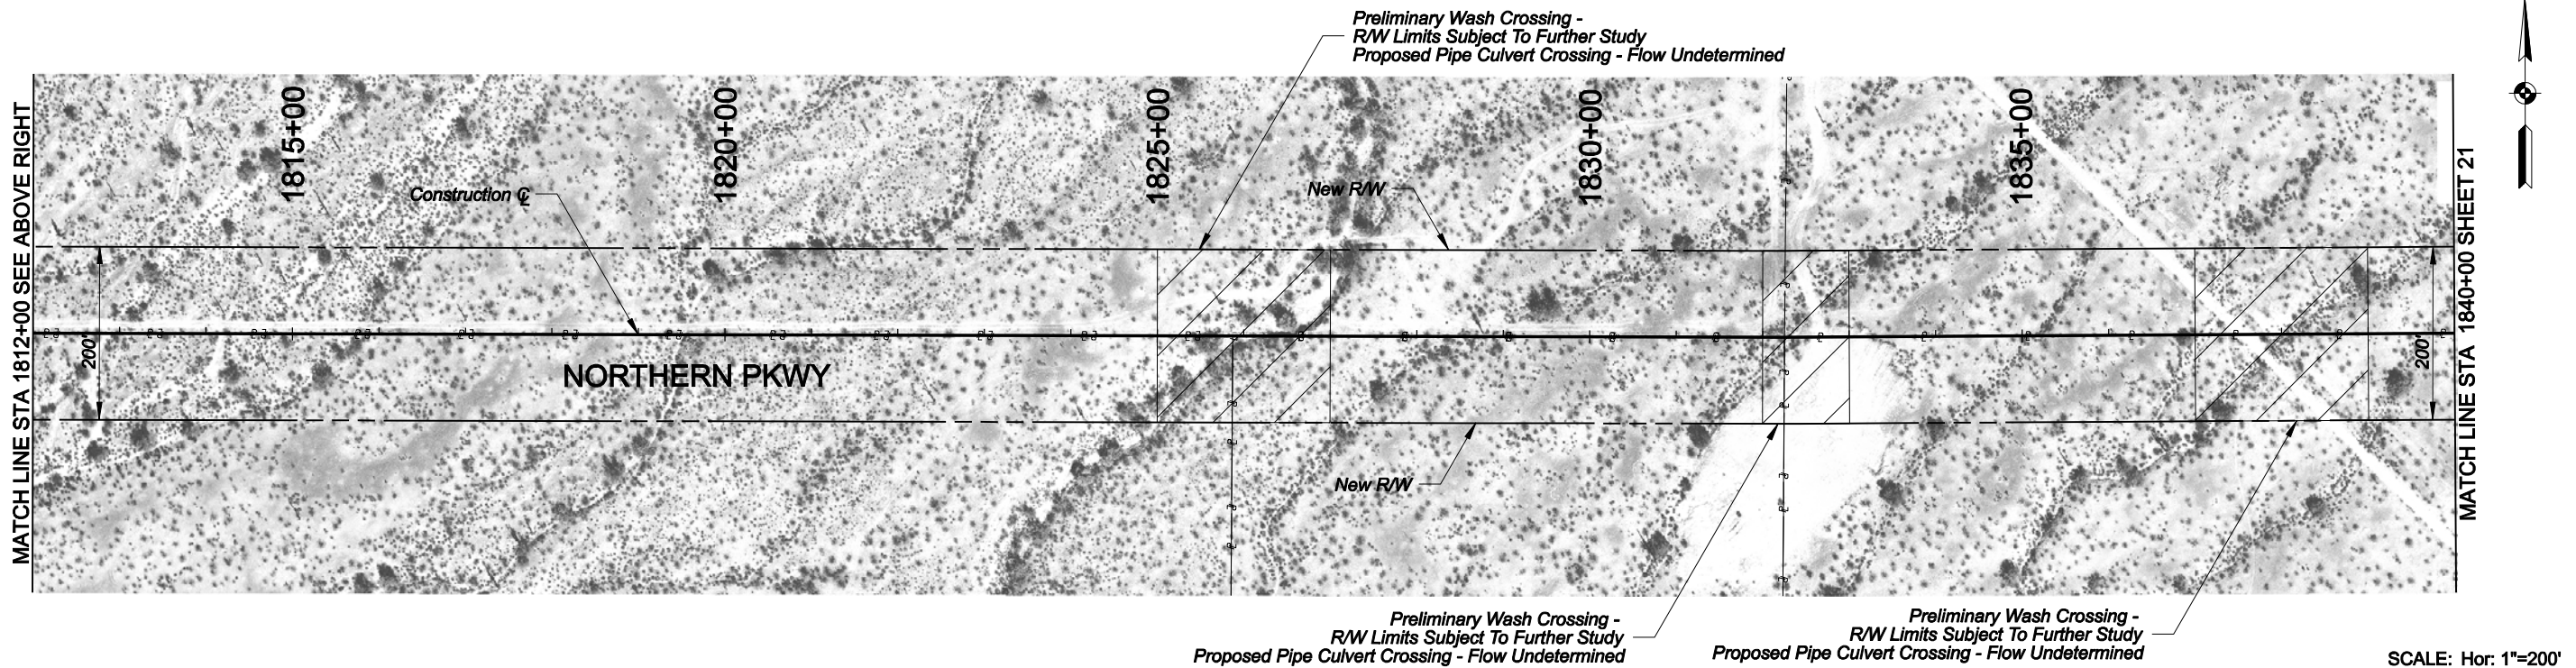 Preliminary Wash Crossing -
R/W Limits Subject To Further Study
Proposed Pipe Culvert Crossing - Flow Undetermined
MATCH LINE STA 1812+00 SEE ABOVE RIGHT
1815+00
1820+00
1825+00
1830+00
1835+00
MATCH LINE STA 1840+00 SHEET 21
Construction ℄
New R/W
200'
200'
NORTHERN PKWY
New R/W
Preliminary Wash Crossing -
R/W Limits Subject To Further Study
Proposed Pipe Culvert Crossing - Flow Undetermined
Preliminary Wash Crossing -
R/W Limits Subject To Further Study
Proposed Pipe Culvert Crossing - Flow Undetermined
SCALE: Hor: 1"=200'